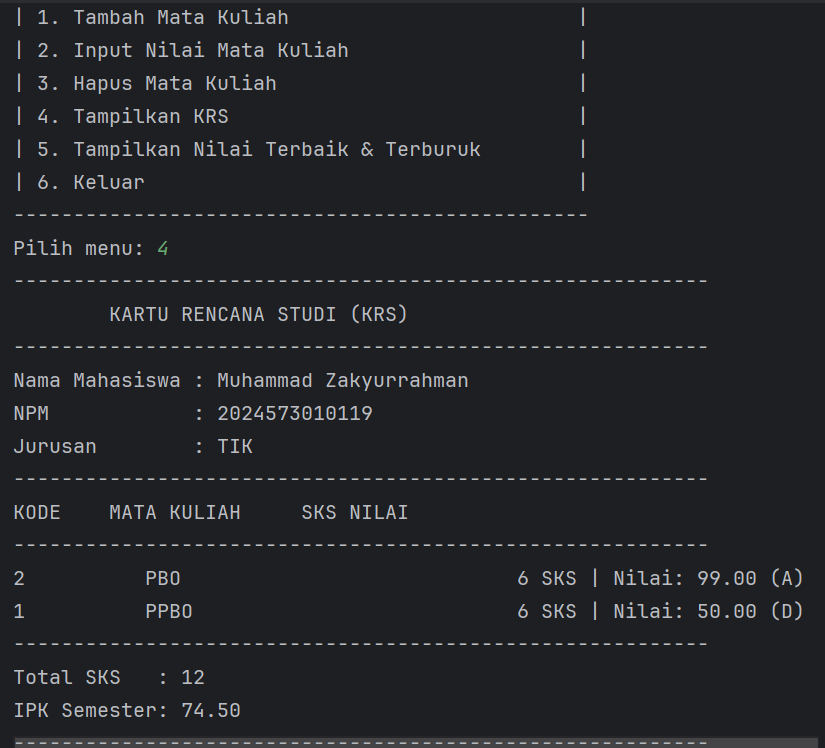 | 1. Tambah Mata Kuliah                        |
| 2. Input Nilai Mata Kuliah                   |
| 3. Hapus Mata Kuliah                         |
| 4. Tampilkan KRS                             |
| 5. Tampilkan Nilai Terbaik & Terburuk        |
| 6. Keluar                                    |
------------------------------------------------
Pilih menu: 4
----------------------------------------------------------
        KARTU RENCANA STUDI (KRS)
----------------------------------------------------------
Nama Mahasiswa : Muhammad Zakyurrahman
NPM            : 2024573010119
Jurusan        : TIK
----------------------------------------------------------
KODE    MATA KULIAH     SKS NILAI
----------------------------------------------------------
2          PBO                            6 SKS | Nilai: 99.00 (A)
1          PPBO                           6 SKS | Nilai: 50.00 (D)
----------------------------------------------------------
Total SKS   : 12
IPK Semester: 74.50
----------------------------------------------------------